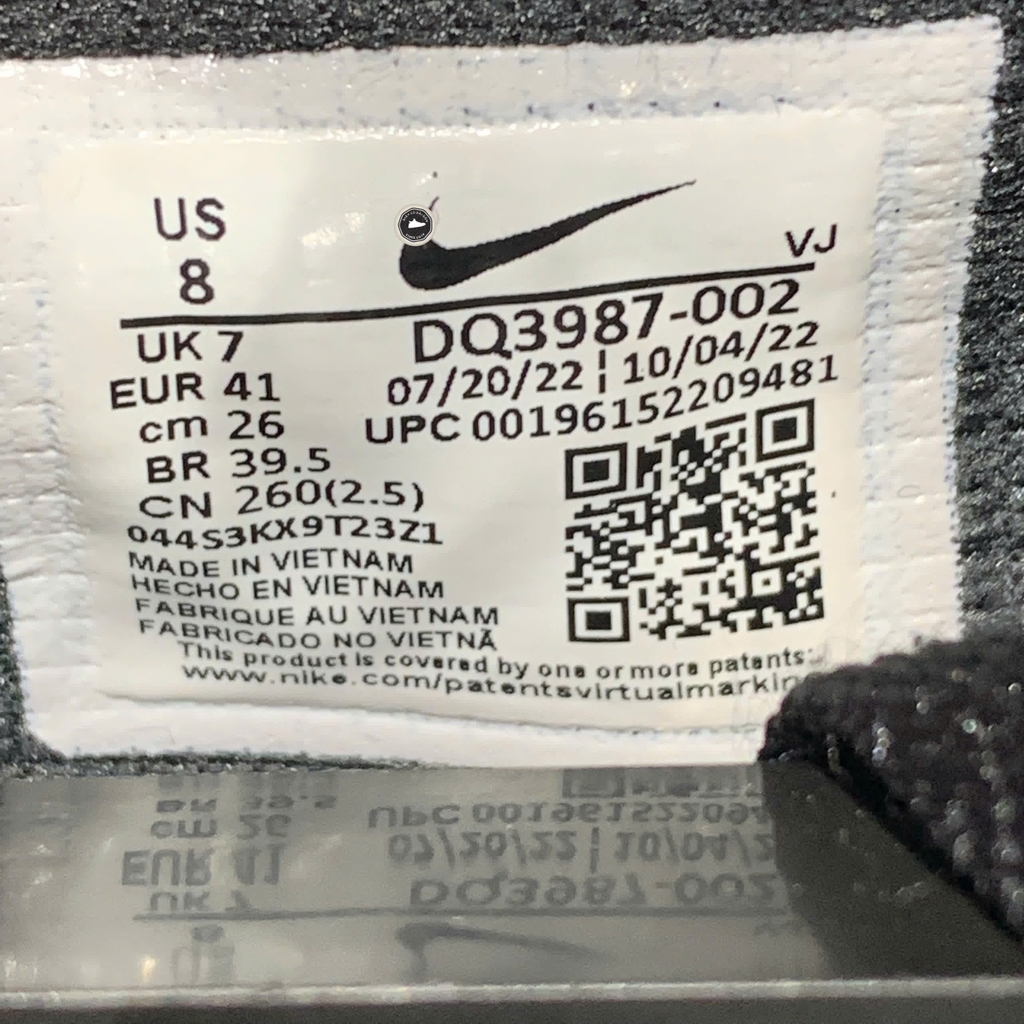 US
8
VJ
UK 7
EUR 41
cm 26
BR 39.5
CN 260(2.5)
DQ3987-002
07/20/22 | 10/04/22
UPC 00196152209481
044S3KX9T23Z1
MADE IN VIETNAM
HECHO EN VIETNAM
FABRIQUE AU VIETNAM
FABRICADO NO VIETNÃ
This product is covered by one or more patents:
www.nike.com/patentsvirtualmarkin